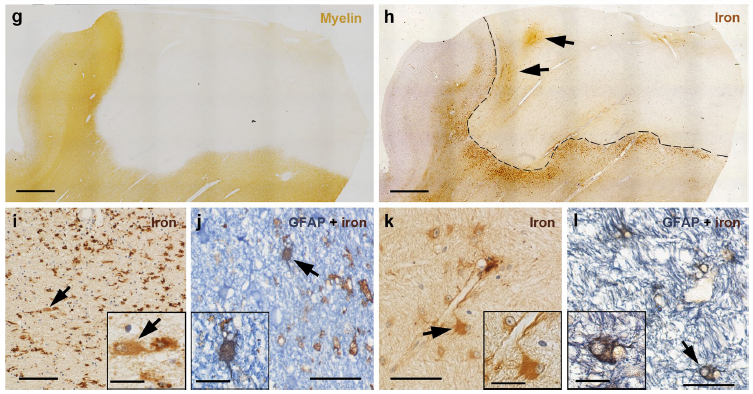 g Myelin
h Iron
i Iron
j GFAP + iron
k Iron
l GFAP + iron